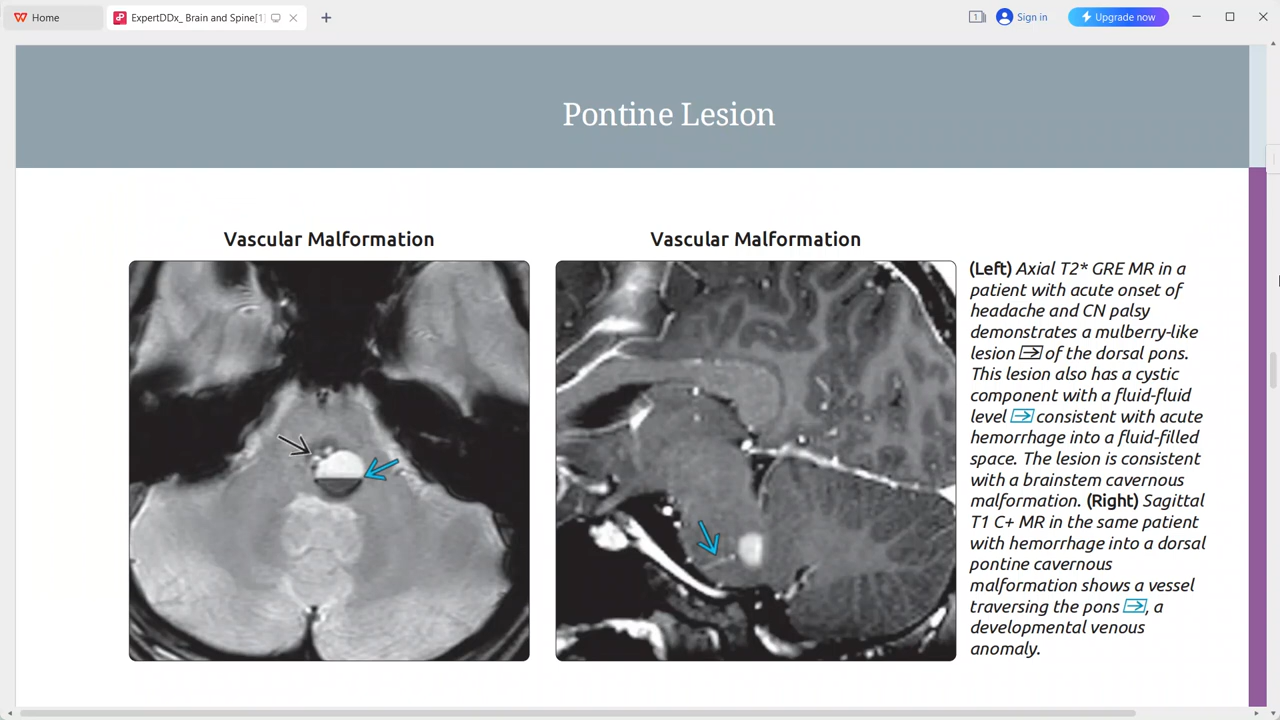 Home
ExpertDDx_ Brain and Spine[1]
1
Sign in
Upgrade now
Pontine Lesion
Vascular Malformation
Vascular Malformation
(Left) Axial T2* GRE MR in a
patient with acute onset of
headache and CN palsy
demonstrates a mulberry-like
lesion of the dorsal pons.
This lesion also has a cystic
component with a fluid-fluid
level consistent with acute
hemorrhage into a fluid-filled
space. The lesion is consistent
with a brainstem cavernous
malformation. (Right) Sagittal
T1 C+ MR in the same patient
with hemorrhage into a dorsal
pontine cavernous
malformation shows a vessel
traversing the pons , a
developmental venous
anomaly.